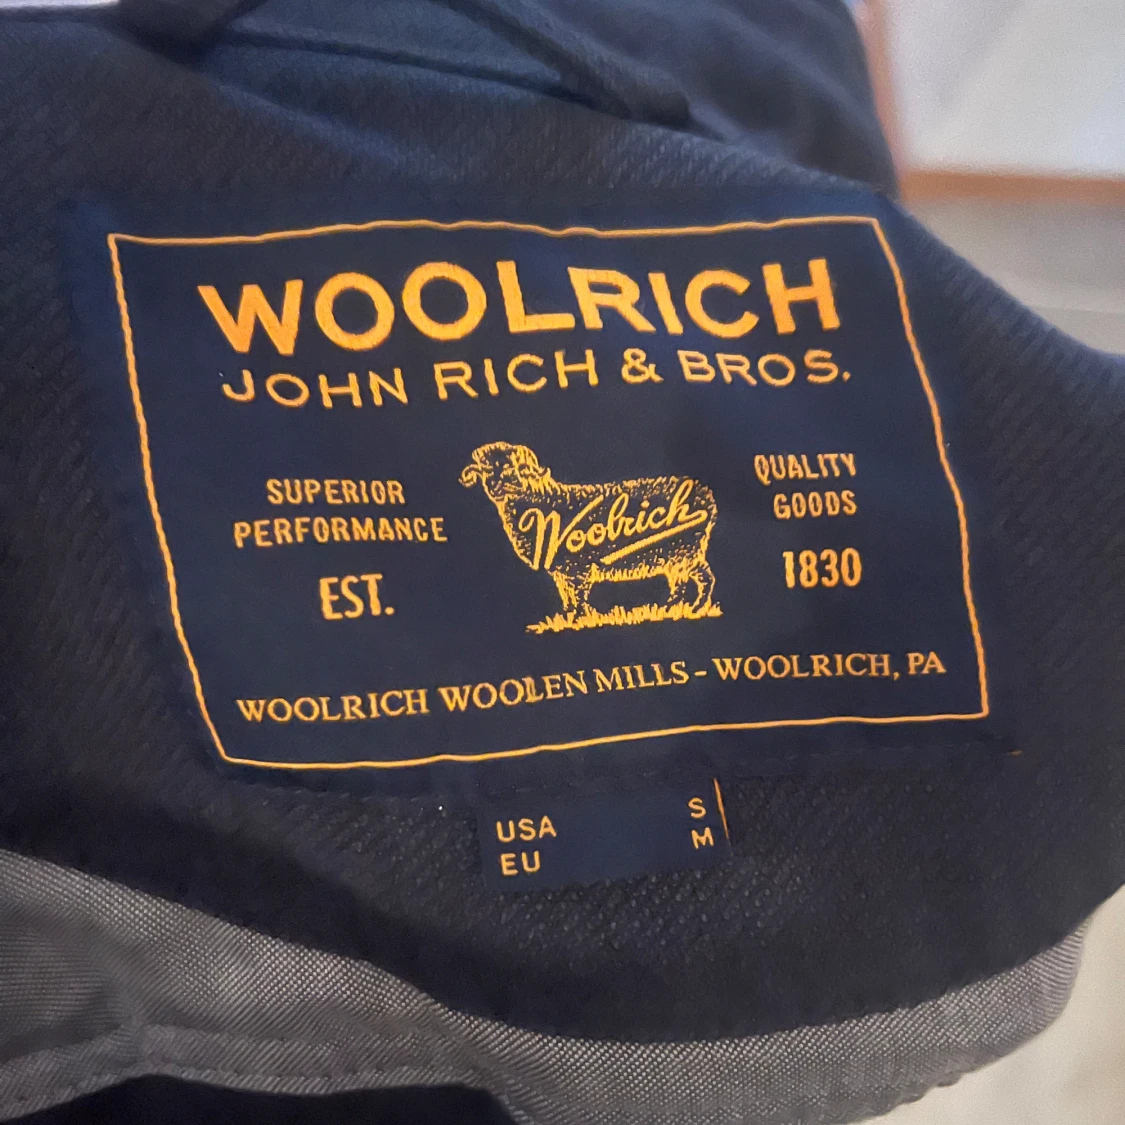 WOOLRICH
JOHN RICH & BROS.
SUPERIOR
PERFORMANCE
EST.
Woolrich
QUALITY
GOODS
1830
WOOLRICH WOOLEN MILLS - WOOLRICH, PA
USA S
EU M